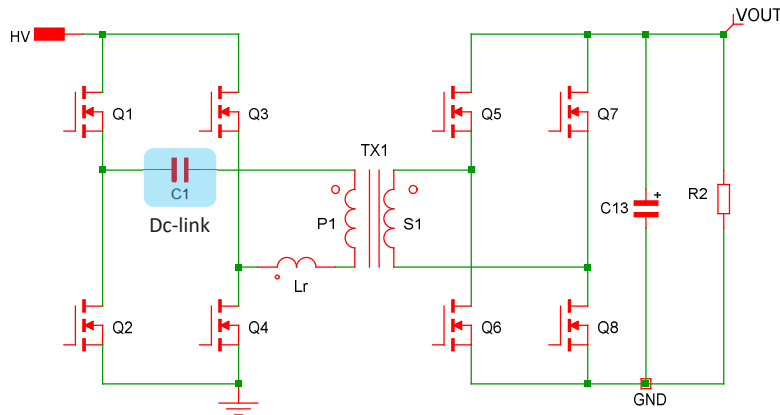 VOUT
HV
Q1
Q3
Q5
Q7
TX1
C1
Dc-link
P1
S1
C13
+
R2
Lr
Q2
Q4
Q6
Q8
GND